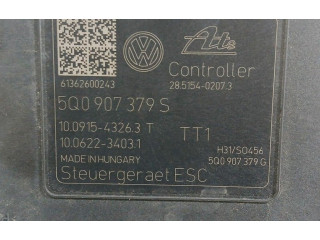 Ate
61362600243
Controller
28.5154-0207.3
5Q0 907 379 S
10.0915-4326.3 T
TT1
10.0622-3403.1
H31/S0456
MADE IN HUNGARY
5Q0 907 379 G
Steuergeraet ESC